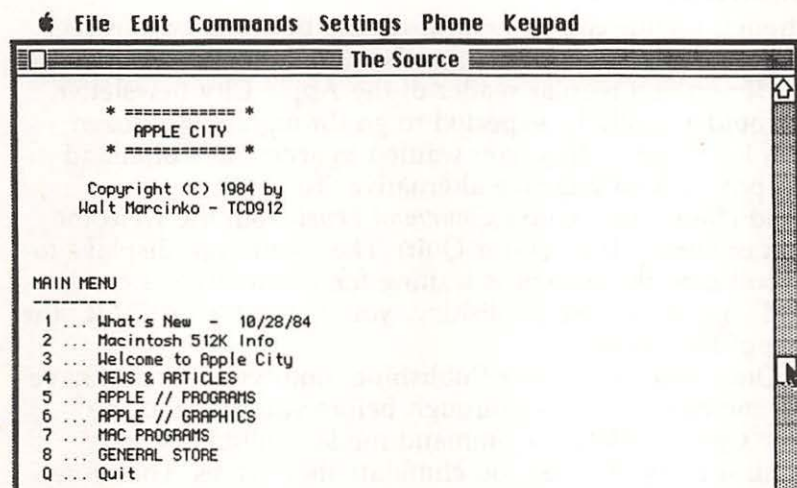 File Edit Commands Settings Phone Keypad
The Source
* ============ *
APPLE CITY
* ============ *
Copyright (C) 1984 by
Walt Marcinko - TCD912
MAIN MENU
---------
1 ... What's New - 10/28/84
2 ... Macintosh 512K Info
3 ... Welcome to Apple City
4 ... NEWS & ARTICLES
5 ... APPLE // PROGRAMS
6 ... APPLE // GRAPHICS
7 ... MAC PROGRAMS
8 ... GENERAL STORE
Q ... Quit